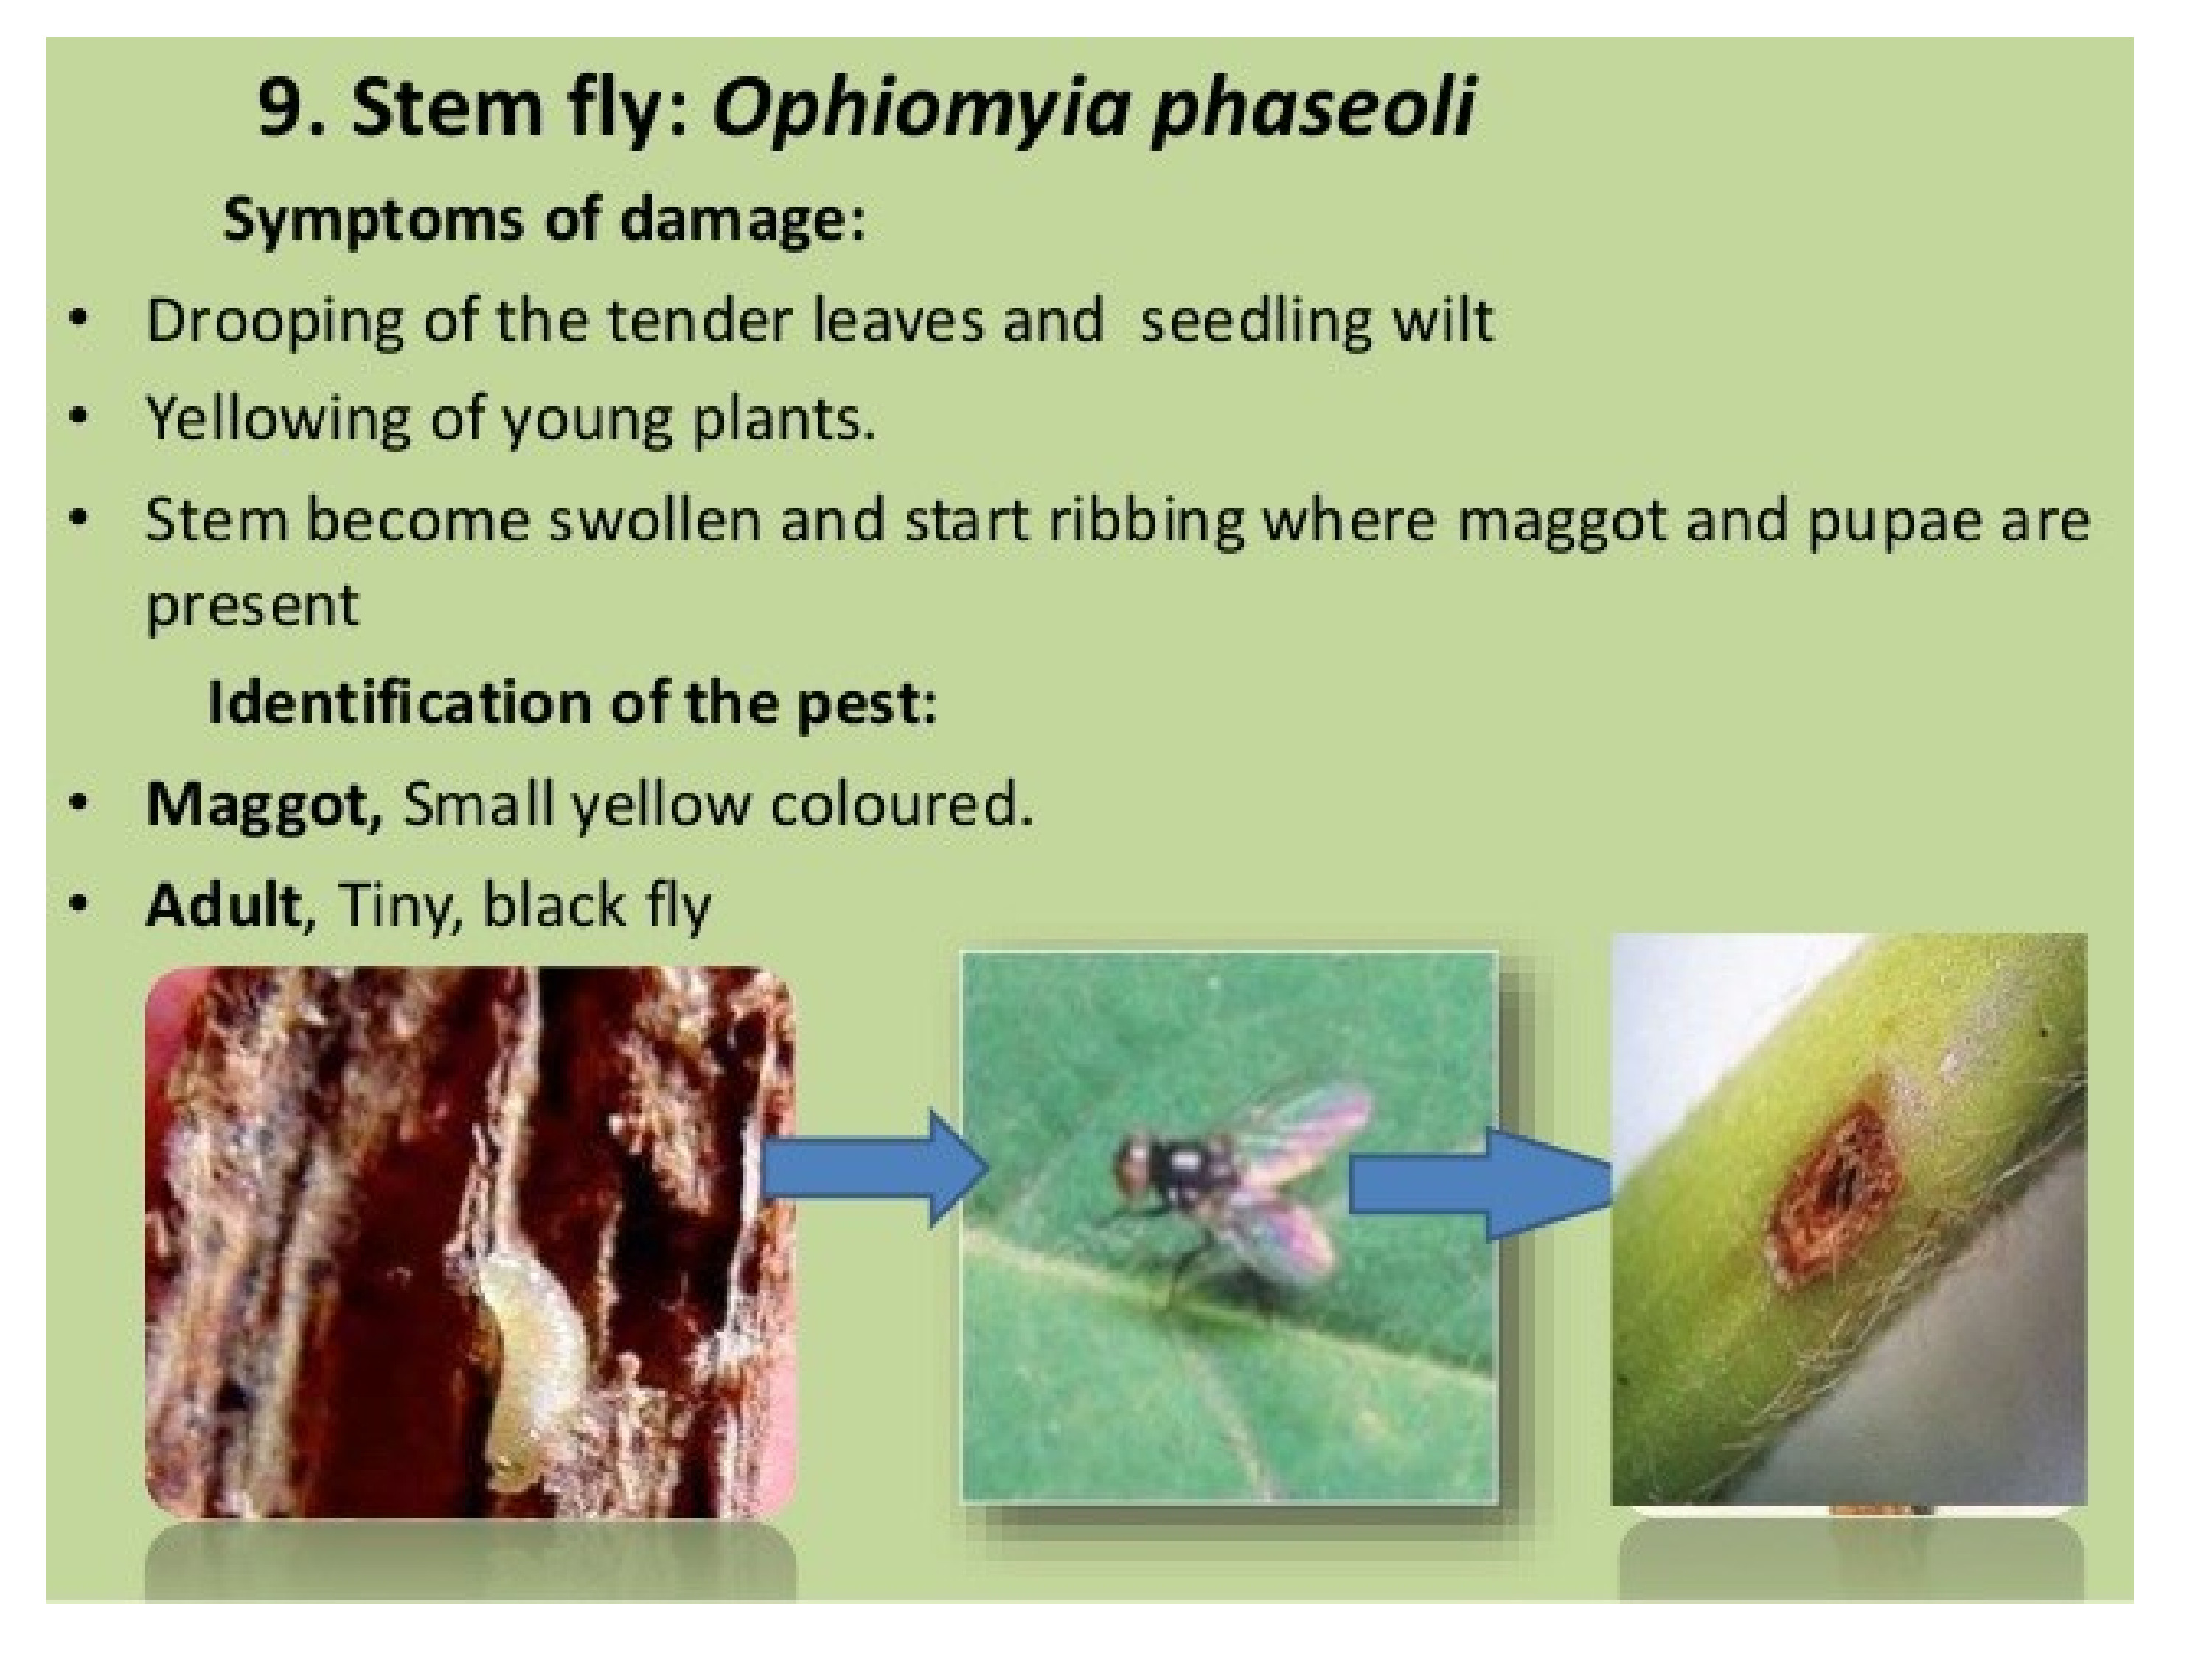 9. Stem fly: Ophiomyia phaseoli
Symptoms of damage:
• Drooping of the tender leaves and seedling wilt
• Yellowing of young plants.
• Stem become swollen and start ribbing where maggot and pupae are
present
Identification of the pest:
• Maggot, Small yellow coloured.
• Adult, Tiny, black fly